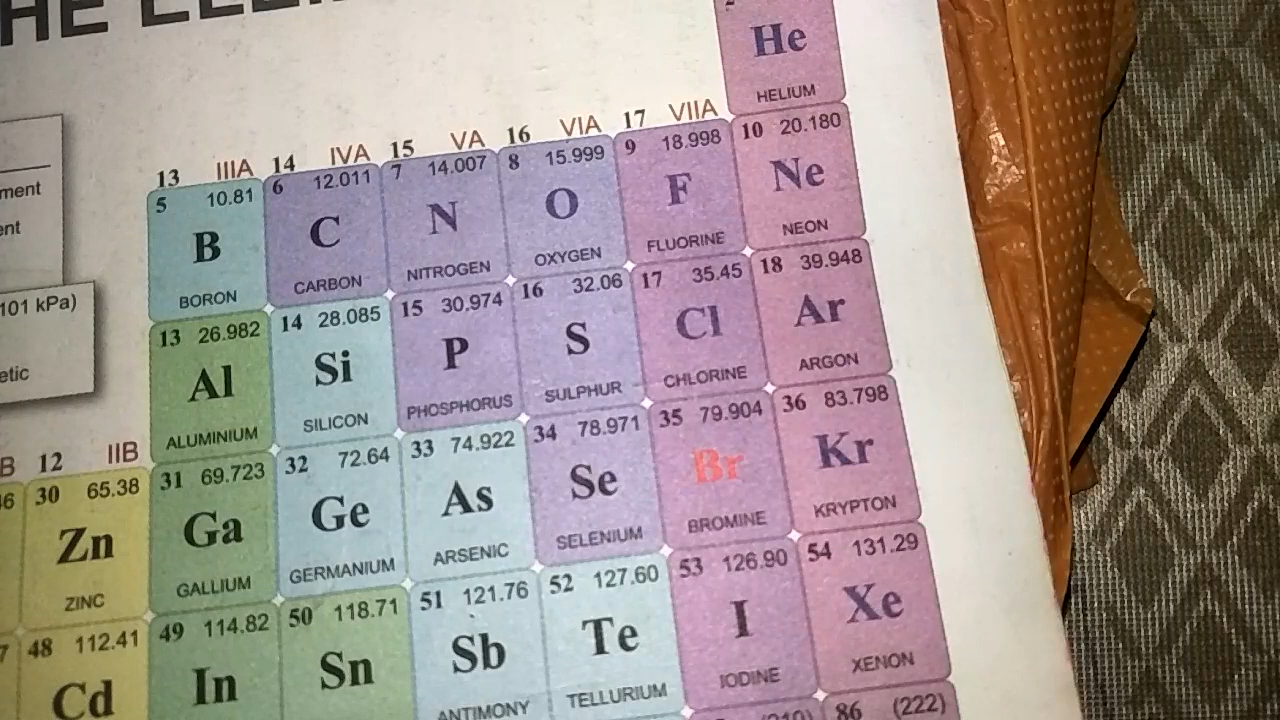 HE ELE
He
HELIUM
13 IIIA 14 IVA 15 VA 16 VIA 17 VIIA
5 10.81 6 12.011 7 14.007 8 15.999 9 18.998 10 20.180
B C N O F Ne
BORON CARBON NITROGEN OXYGEN FLUORINE NEON
13 26.982 14 28.085 15 30.974 16 32.06 17 35.45 18 39.948
Al Si P S Cl Ar
ALUMINIUM SILICON PHOSPHORUS SULPHUR CHLORINE ARGON
ment
ent
101 kPa)
etic
B 12 IIB
6 30 65.38 31 69.723 32 72.64 33 74.922 34 78.971 35 79.904 36 83.798
Zn Ga Ge As Se Br Kr
ZINC GALLIUM GERMANIUM ARSENIC SELENIUM BROMINE KRYPTON
7 48 112.41 49 114.82 50 118.71 51 121.76 52 127.60 53 126.90 54 131.29
Cd In Sn Sb Te I Xe
ANTIMONY TELLURIUM IODINE XENON
86 (222)